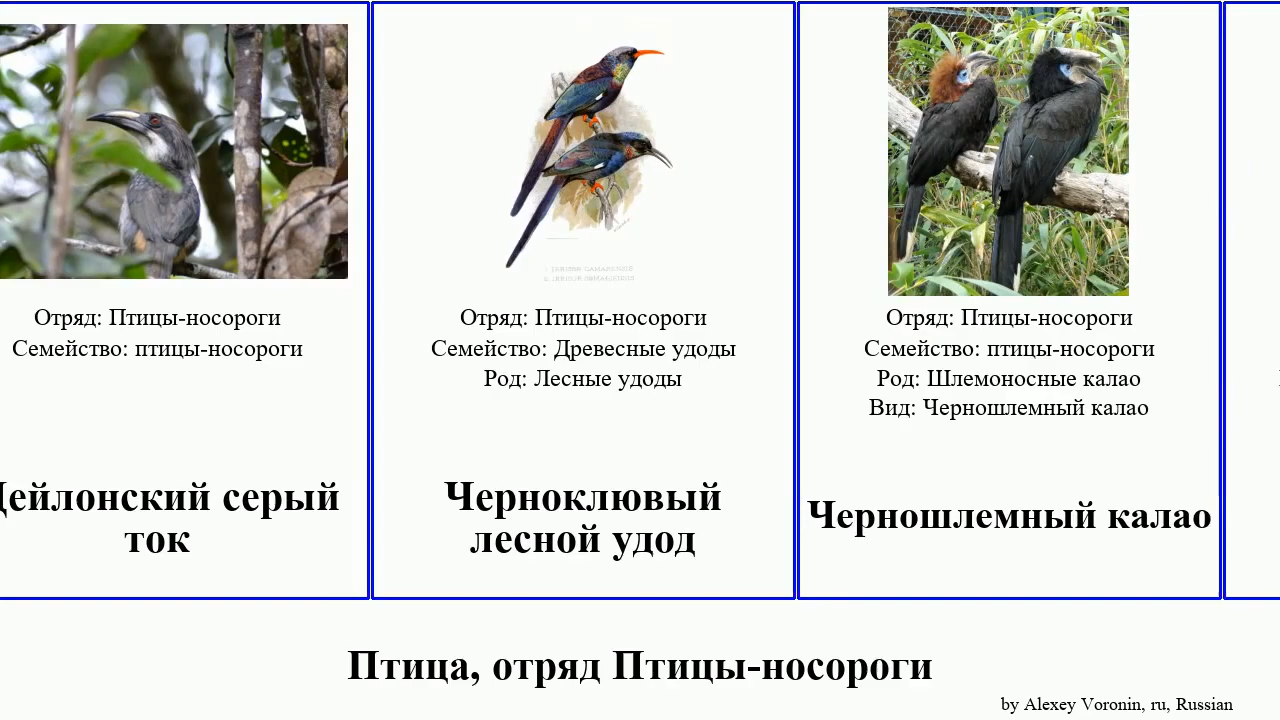 Отряд: Птицы-носороги
Семейство: птицы-носороги
Цейлонский серый
ток
Отряд: Птицы-носороги
Семейство: Древесные удоды
Род: Лесные удоды
Черноклювый
лесной удод
Отряд: Птицы-носороги
Семейство: птицы-носороги
Род: Шлемоносные калао
Вид: Черношлемный калао
Черношлемный калао
Птица, отряд Птицы-носороги
by Alexey Voronin, ru, Russian